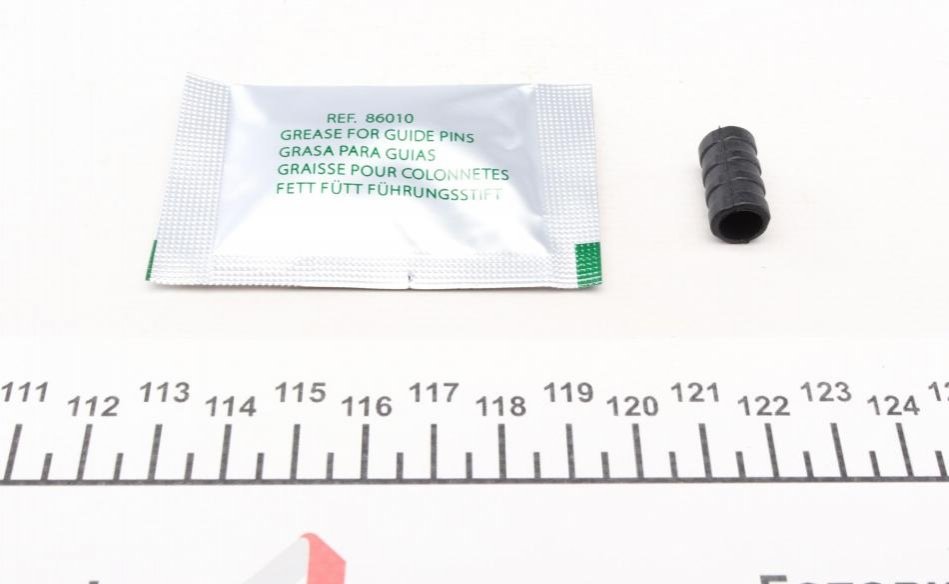 REF. 86010
GREASE FOR GUIDE PINS
GRASA PARA GUIAS
GRAISSE POUR COLONNETES
FETT FÜTT FÜHRUNGSSTIFT
111 112 113 114 115 116 117 118 119 120 121 122 123 124